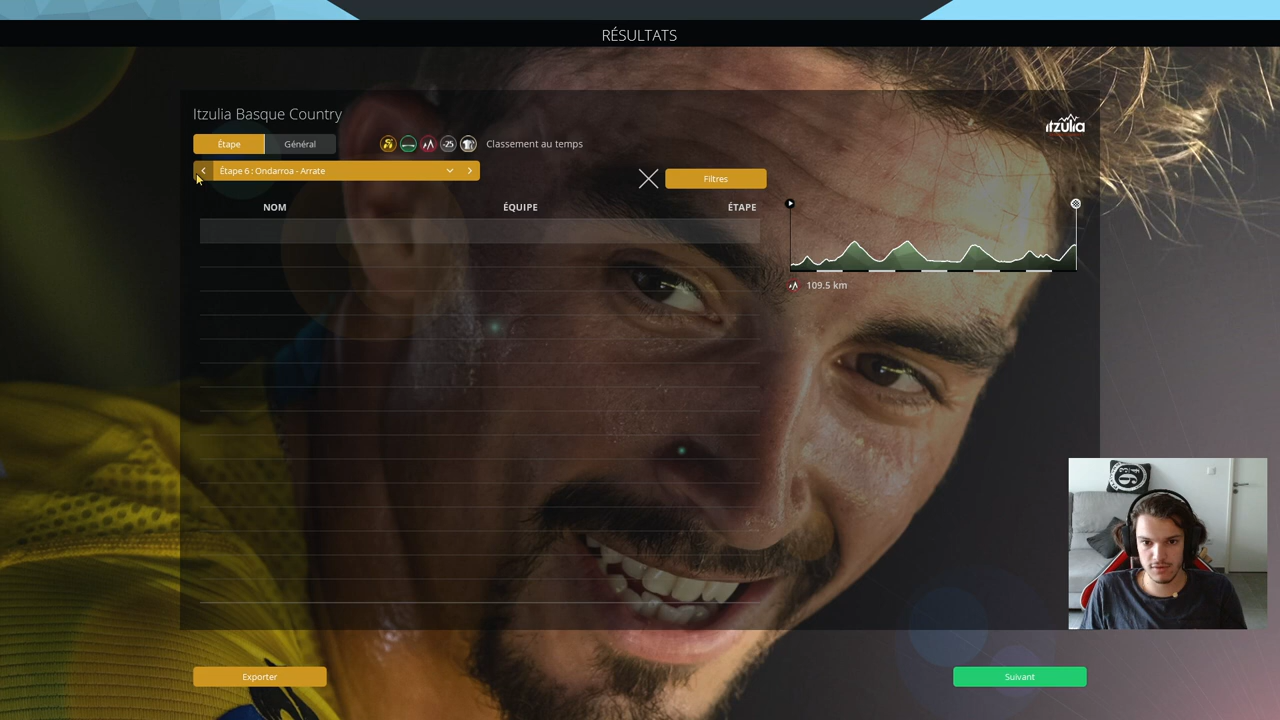 RÉSULTATS
Itzulia Basque Country
itzulia
Étape
Général
-25
Classement au temps
Étape 6 : Ondarroa - Arrate
Filtres
NOM
ÉQUIPE
ÉTAPE
109.5 km
Exporter
Suivant